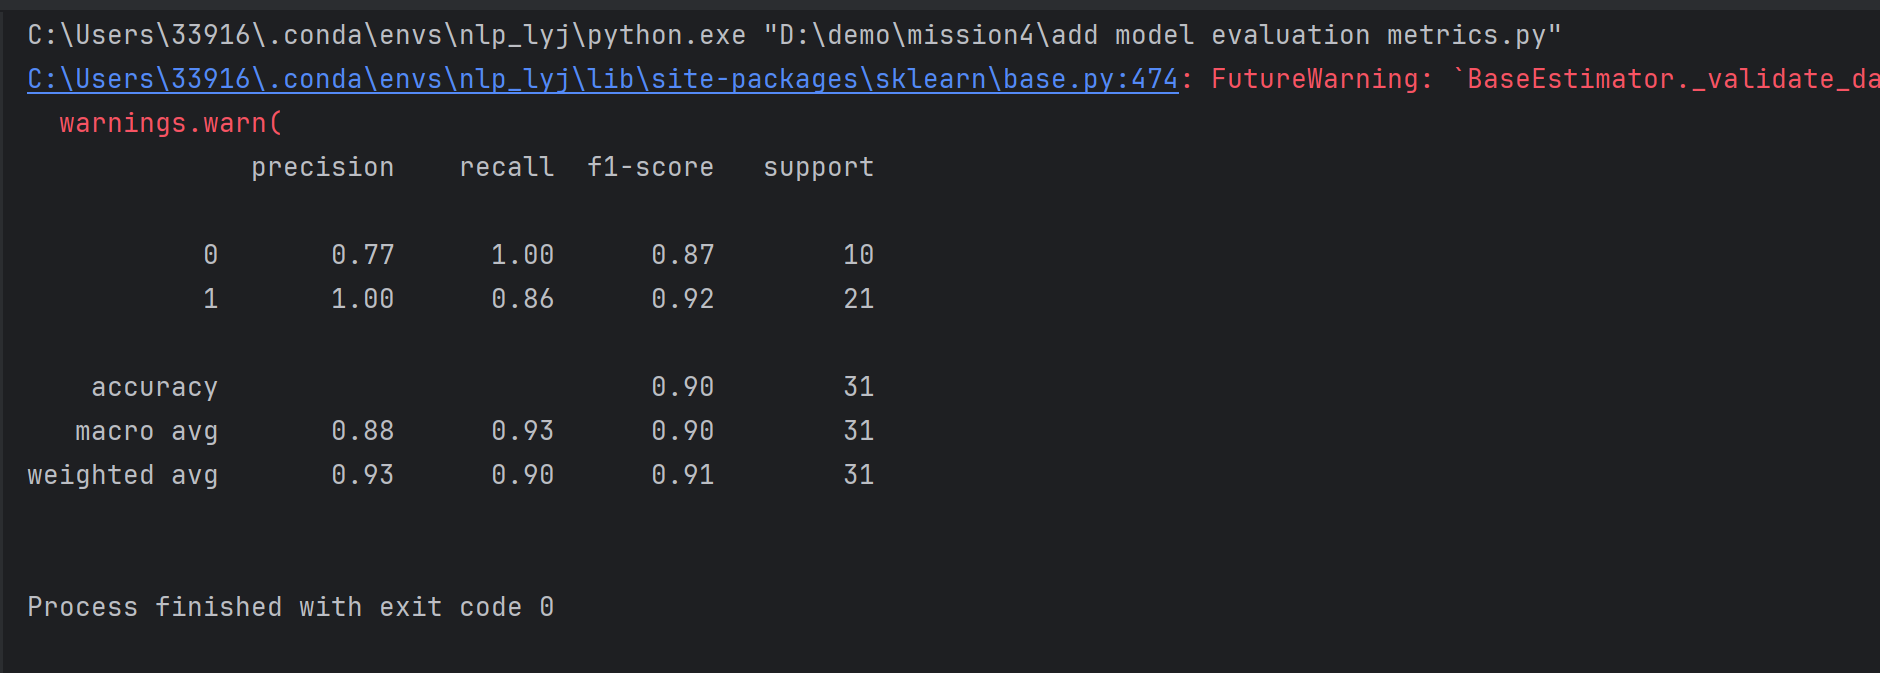 C:\Users\33916\.conda\envs\nlp_lyj\python.exe "D:\demo\mission4\add model evaluation metrics.py"
C:\Users\33916\.conda\envs\nlp_lyj\lib\site-packages\sklearn\base.py:474: FutureWarning: `BaseEstimator._validate_da
  warnings.warn(
              precision    recall  f1-score   support

           0       0.77      1.00      0.87        10
           1       1.00      0.86      0.92        21

    accuracy                           0.90        31
   macro avg       0.88      0.93      0.90        31
weighted avg       0.93      0.90      0.91        31

Process finished with exit code 0